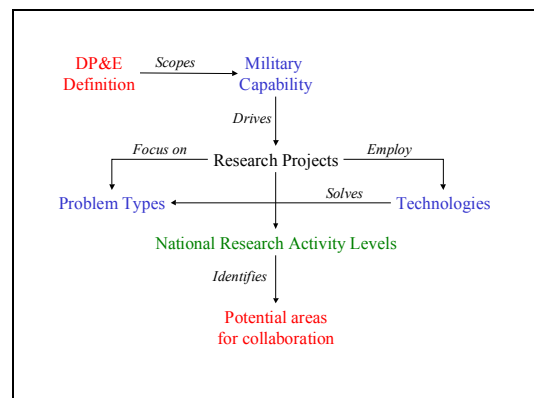 DP&E Scopes Military
Definition Capability
Drives
Focus on Research Projects Employ
Problem Types Solves Technologies
National Research Activity Levels
Identifies
Potential areas
for collaboration